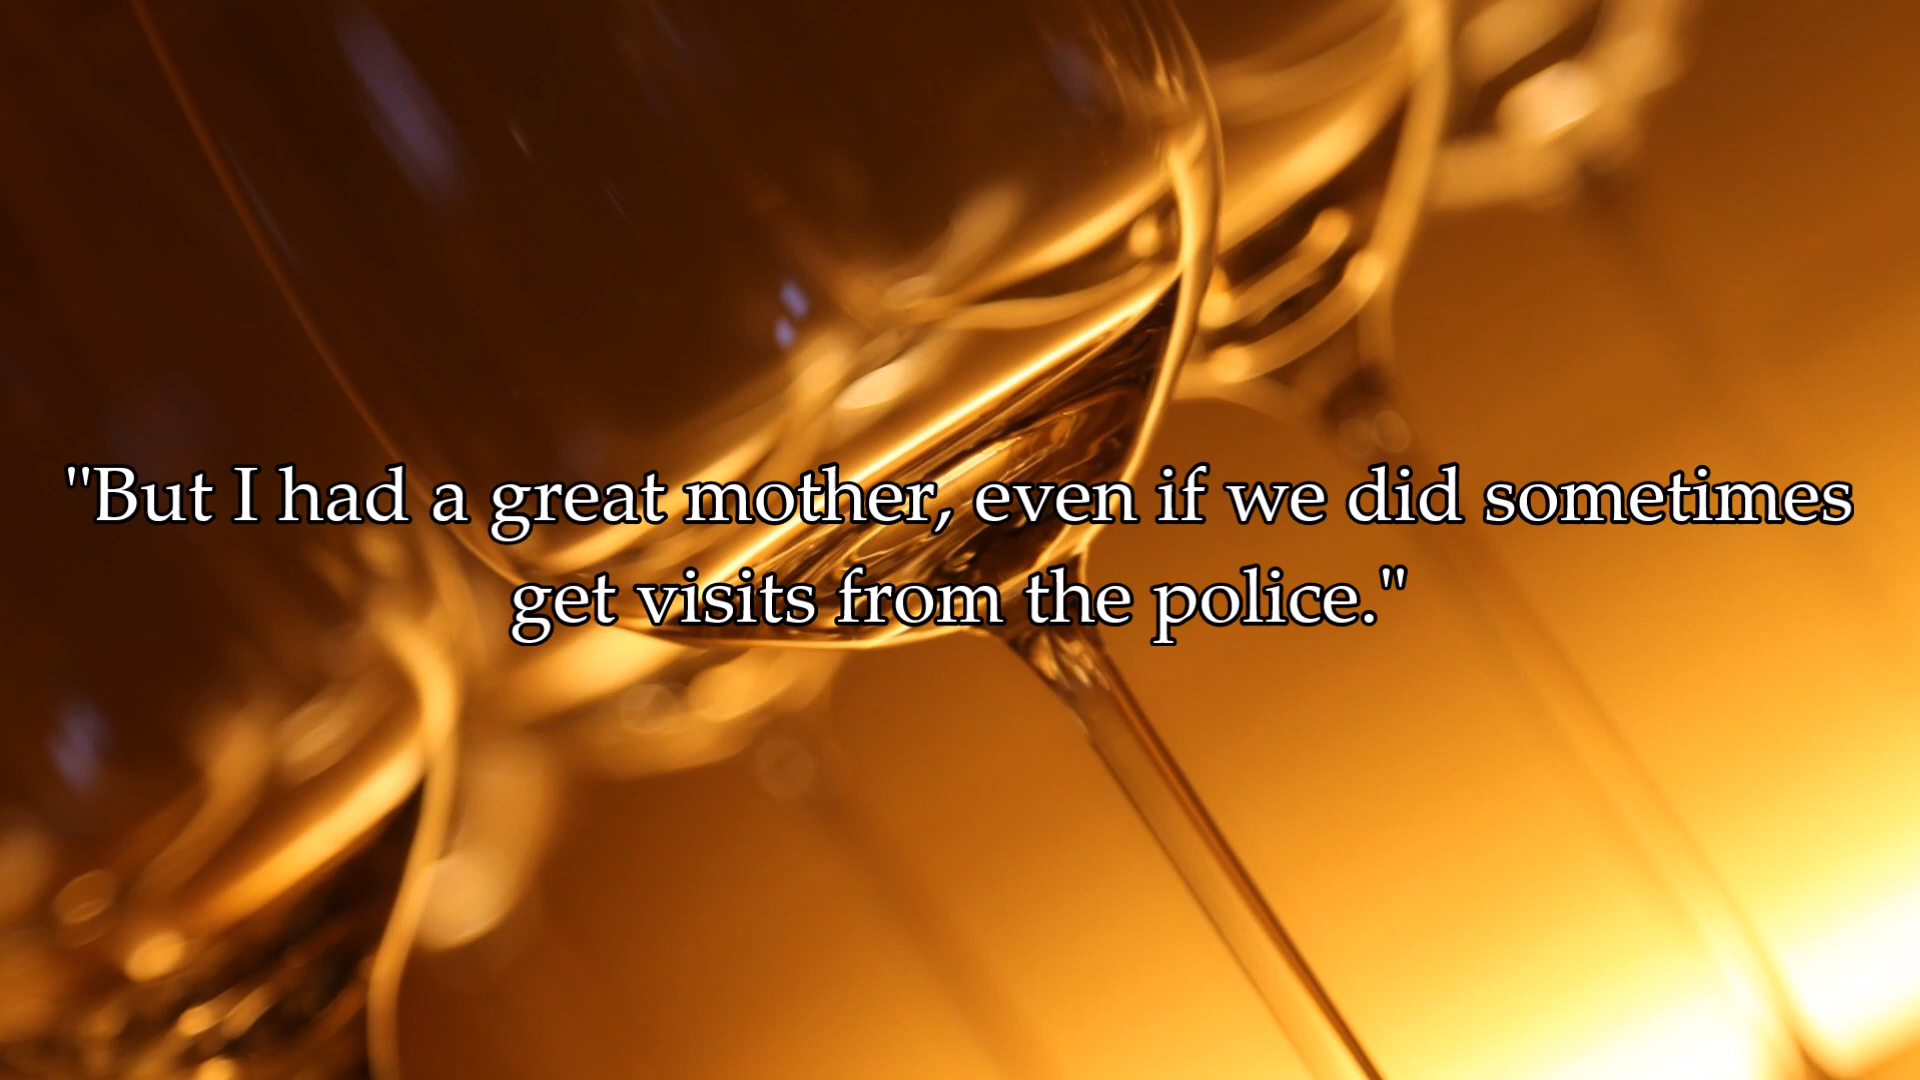 "But I had a great mother, even if we did sometimes
get visits from the police."